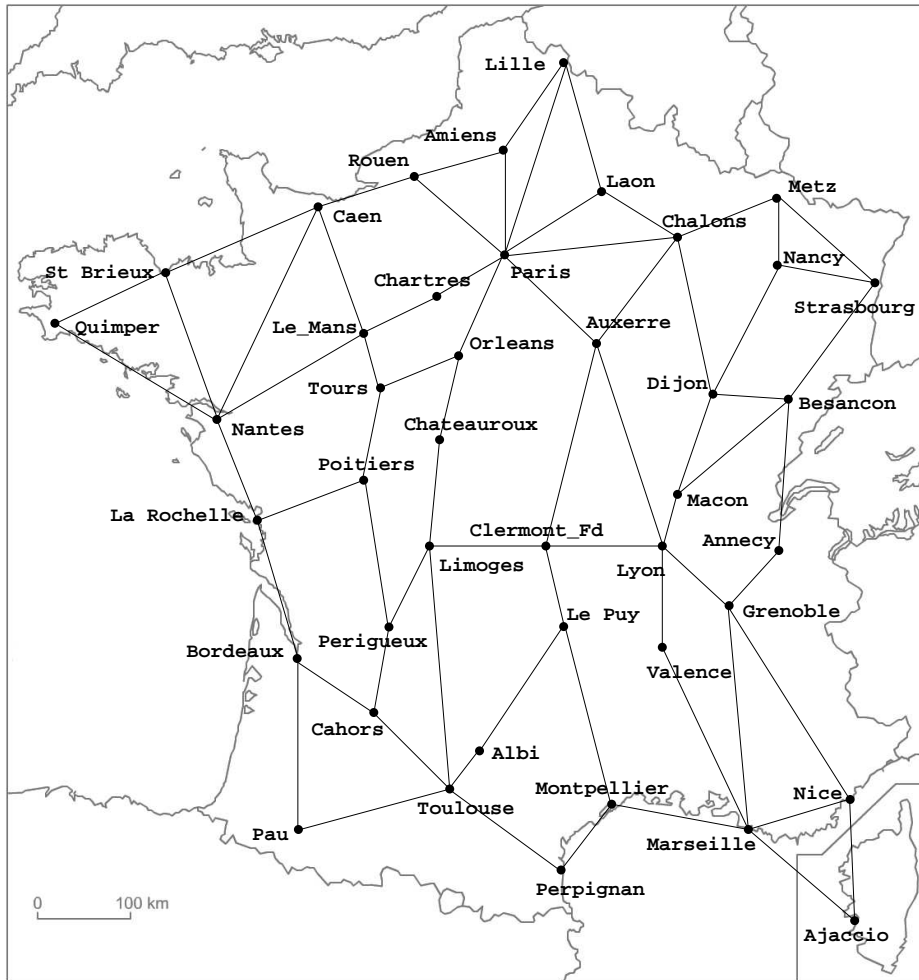 Lille
Amiens
Rouen
Laon
Metz
Caen
Chalons
St Brieux
Chartres
Paris
Nancy
Strasbourg
Quimper
Le_Mans
Auxerre
Orleans
Tours
Dijon
Besancon
Nantes
Chateauroux
Poitiers
Macon
La Rochelle
Clermont_Fd
Annecy
Limoges
Lyon
Grenoble
Le Puy
Perigueux
Bordeaux
Valence
Cahors
Albi
Montpellier
Nice
Toulouse
Pau
Marseille
Perpignan
0 100 km
Ajaccio